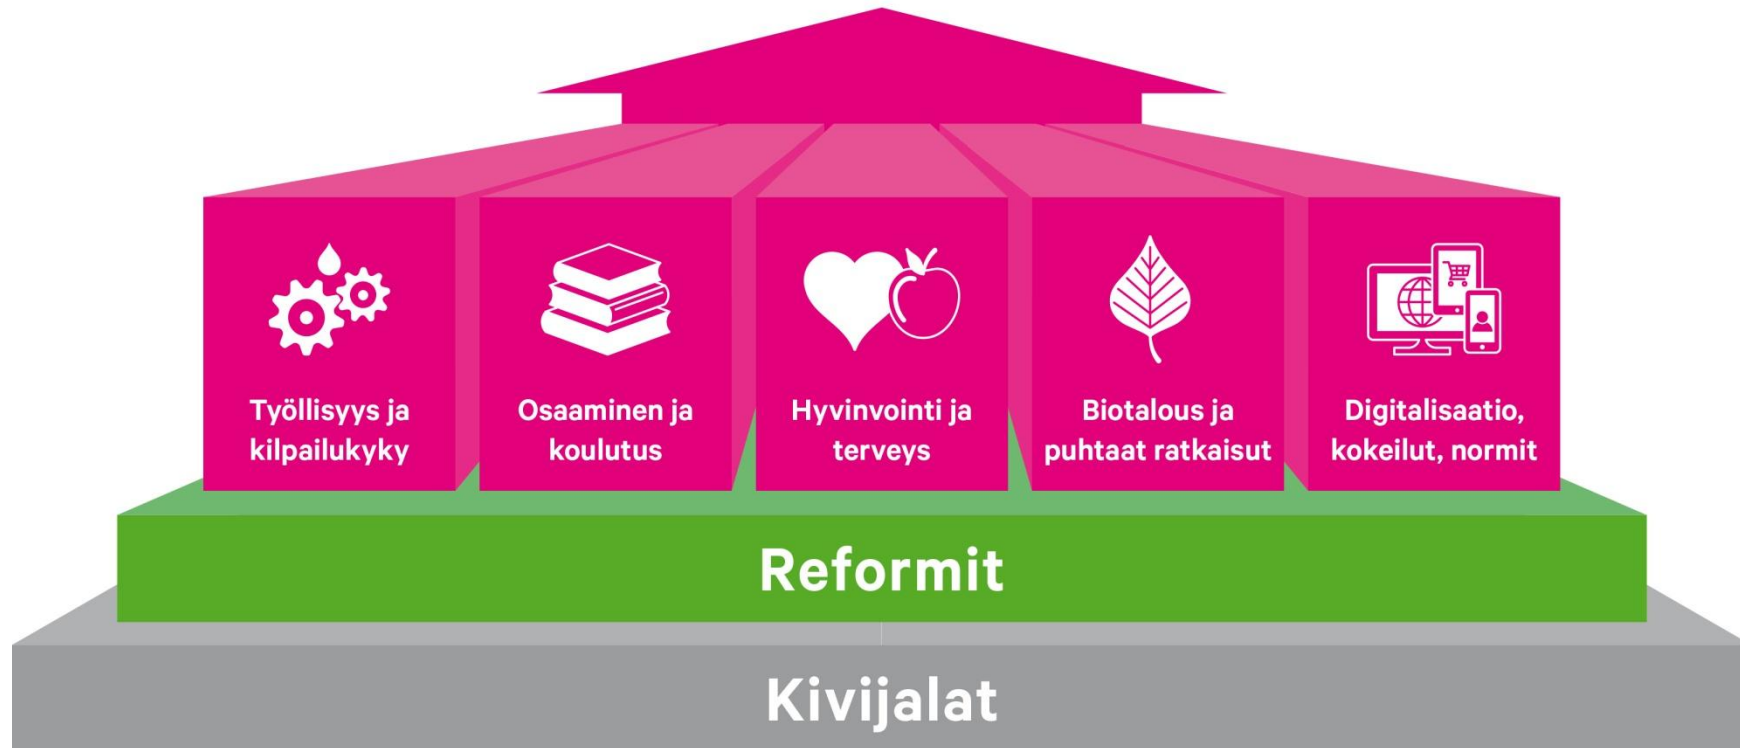 Työllisyys ja
kilpailukyky
Osaaminen ja
koulutus
Hyvinvointi ja
terveys
Biotalous ja
puhtaat ratkaisut
Digitalisaatio,
kokeilut, normit
Reformit
Kivijalat